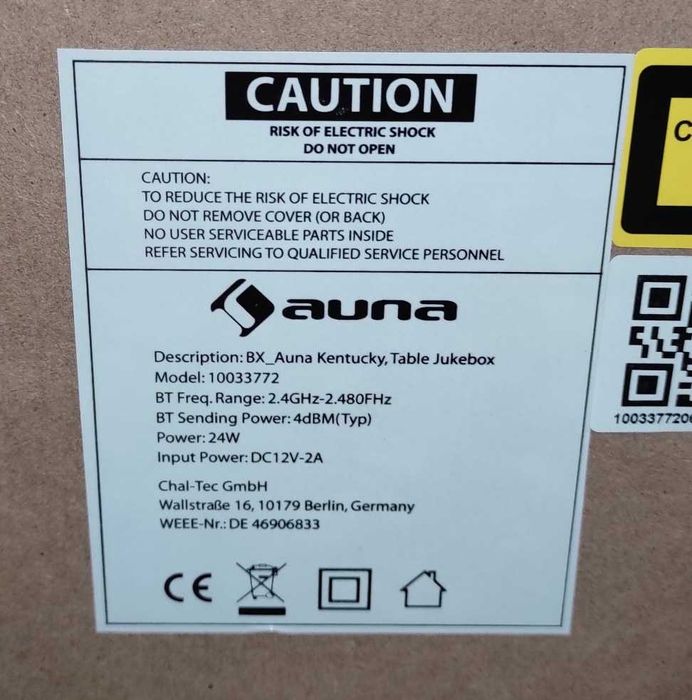 CAUTION
RISK OF ELECTRIC SHOCK
DO NOT OPEN
CAUTION:
TO REDUCE THE RISK OF ELECTRIC SHOCK
DO NOT REMOVE COVER (OR BACK)
NO USER SERVICEABLE PARTS INSIDE
REFER SERVICING TO QUALIFIED SERVICE PERSONNEL
auna
Description: BX_Auna Kentucky, Table Jukebox
Model: 10033772
BT Freq. Range: 2.4GHz-2.480FHz
BT Sending Power: 4dBM(Typ)
Power: 24W
Input Power: DC12V-2A
Chal-Tec GmbH
Wallstraße 16, 10179 Berlin, Germany
WEEE-Nr.: DE 46906833
CE
C
1003377200